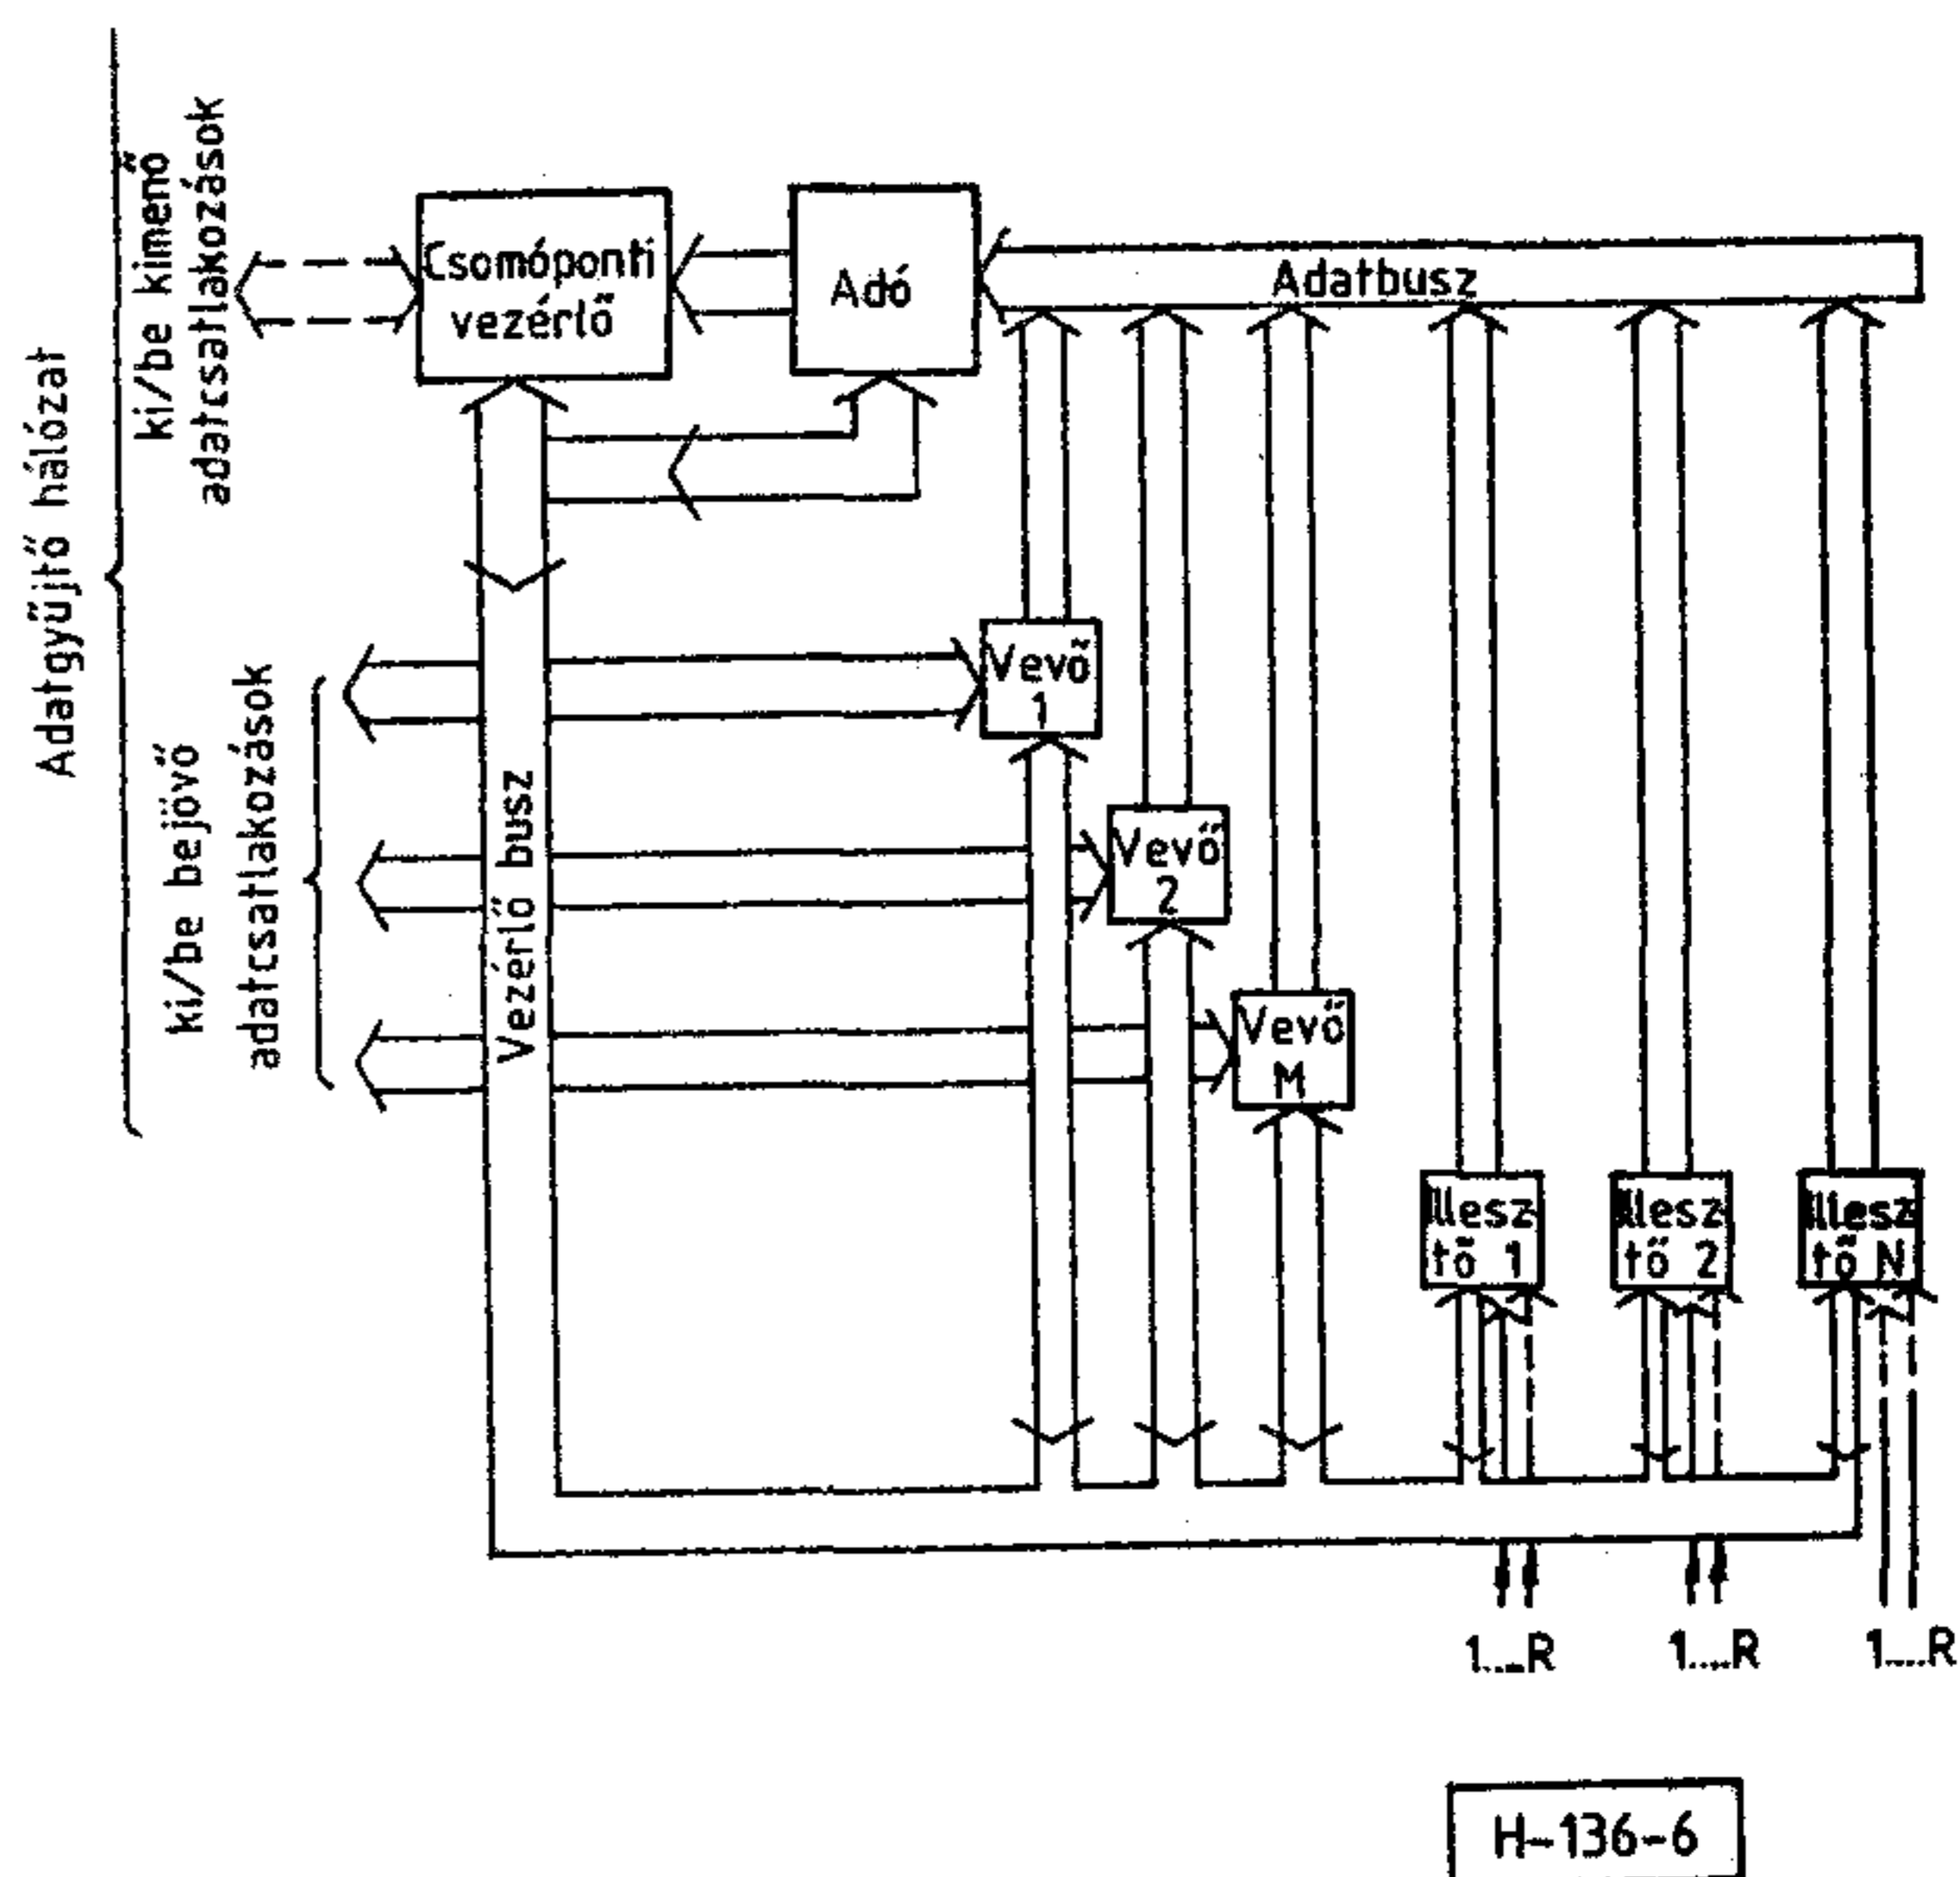 Adatgyűjtő hálózat
ki/be kimenő
adatcsatlakozások
ki/be bejövő
adatcsatlakozások
Csomóponti
vezérlő
Adó
Adatbusz
Vezérlő busz
Vevő
1
Vevő
2
Vevő
M
Illesz
tő 1
Illesz
tő 2
Illesz
tő N
1....R
1....R
1....R
H-136-6